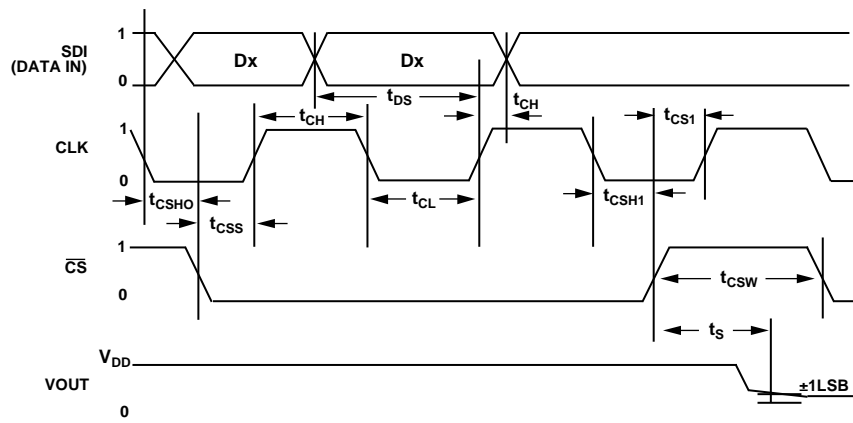 1
SDI
(DATA IN)
Dx
Dx
0
tDS
tCH
tCH
tCS1
1
CLK
0
tCSHO
tCSS
tCL
tCSH1
1
CS
0
tCSW
tS
VDD
VOUT
±1LSB
0